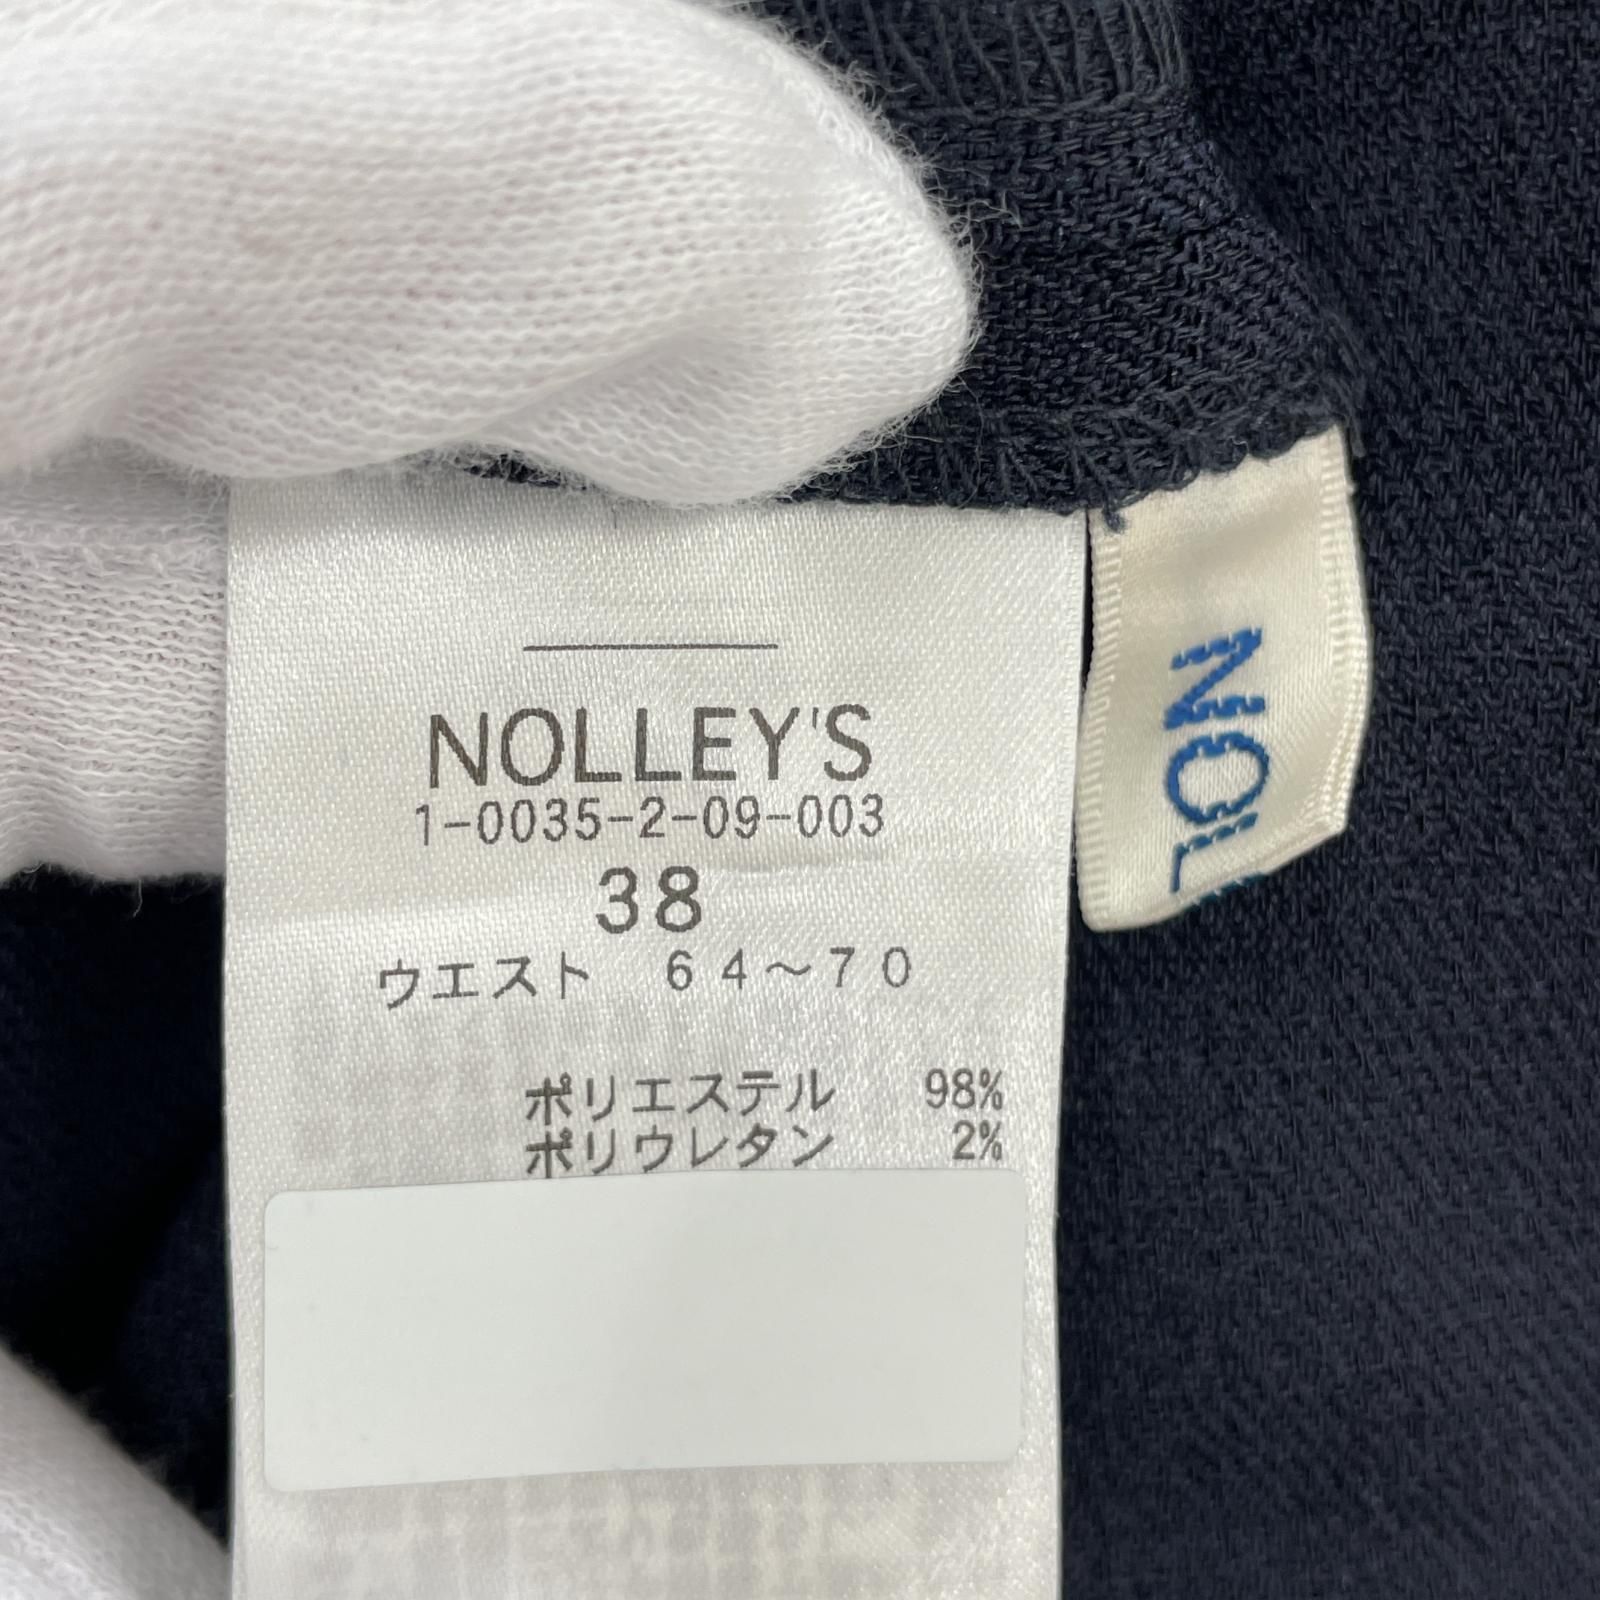 NOLLEY'S
1-0035-2-09-003
38
ウエスト 64～70
ポリエステル 98%
ポリウレタン 2%
NOL